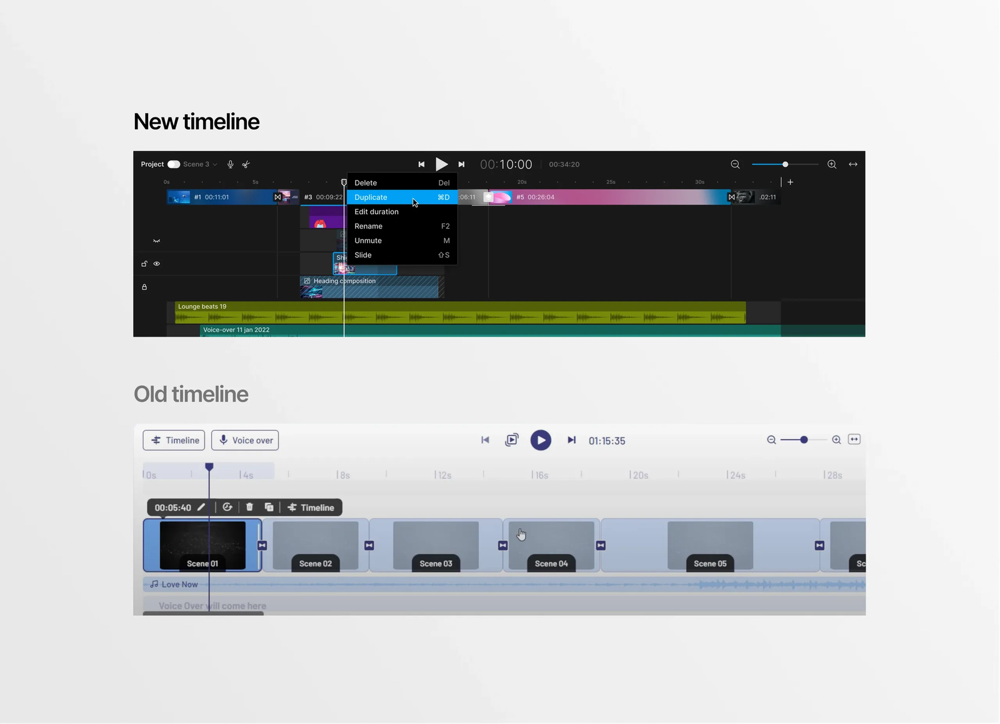 New timeline
Project Scene 3 00:10:00 00:34:20
0s 5s 20s 25s 30s
#1 00:11:01 #3 00:09:22 :06:11 #5 00:26:04 .02:11
Delete Del
Duplicate ⌘D
Edit duration
Rename F2
Unmute M
Slide ⇧S
Heading composition
Lounge beats 19
Voice-over 11 jan 2022
Old timeline
Timeline Voice over 01:15:35
0s 4s 8s 12s 16s 20s 24s 28s
00:05:40 Timeline
Scene 01 Scene 02 Scene 03 Scene 04 Scene 05 Sc
Love Now
Voice Over will come here